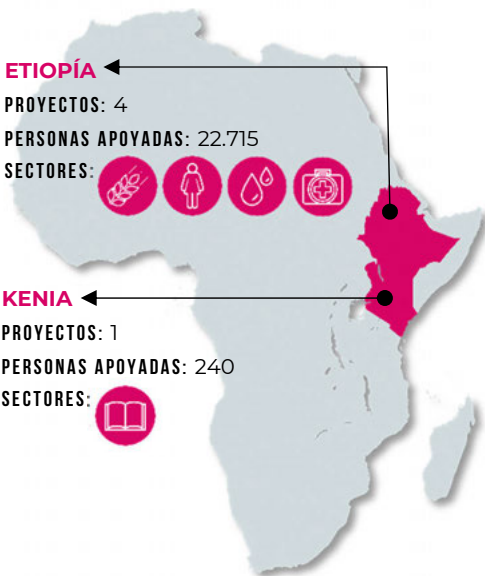 ETIOPÍA
PROYECTOS: 4
PERSONAS APOYADAS: 22.715
SECTORES:
KENIA
PROYECTOS: 1
PERSONAS APOYADAS: 240
SECTORES: